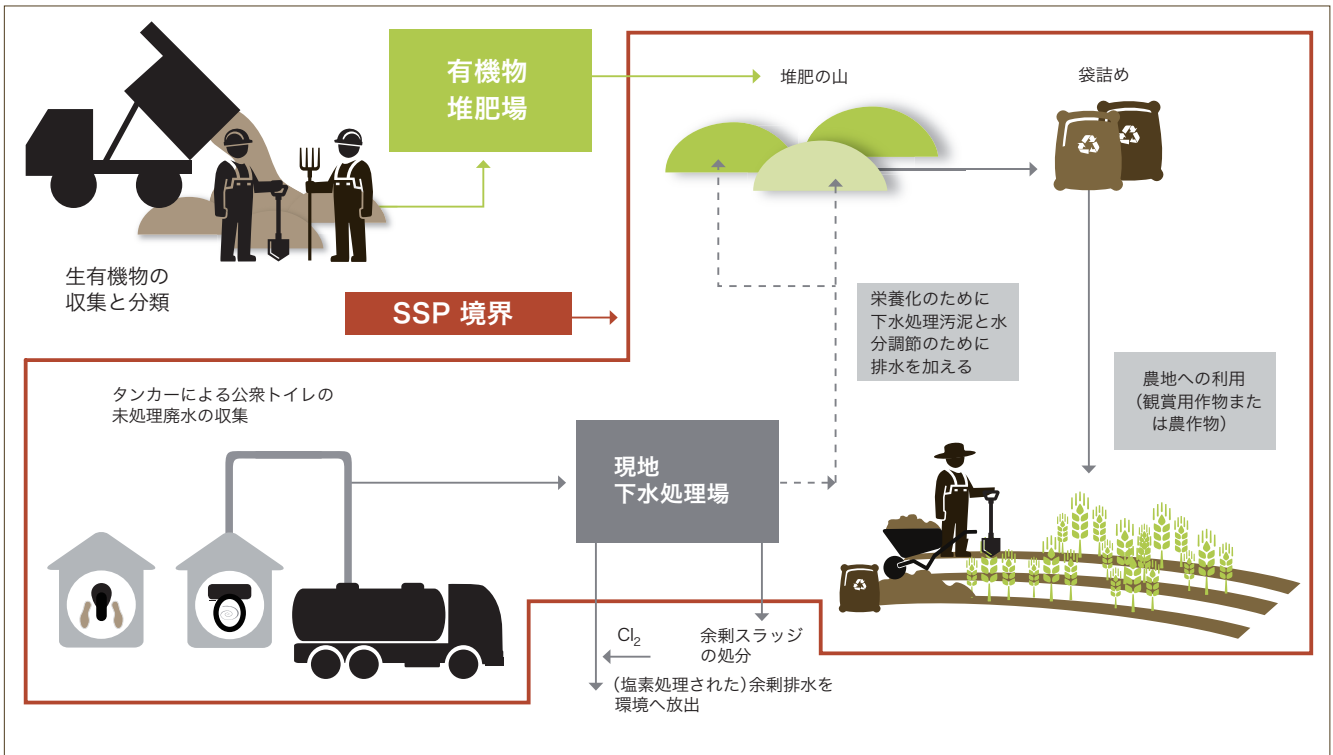 有機物
堆肥場
堆肥の山
袋詰め
生有機物の
収集と分類
SSP 境界
栄養化のために
下水処理汚泥と水
分調節のために
排水を加える
農地への利用
(観賞用作物また
は農作物)
タンカーによる公衆トイレの
未処理廃水の収集
現地
下水処理場
Cl₂
余剰スラッジ
の処分
(塩素処理された)余剰排水を
環境へ放出